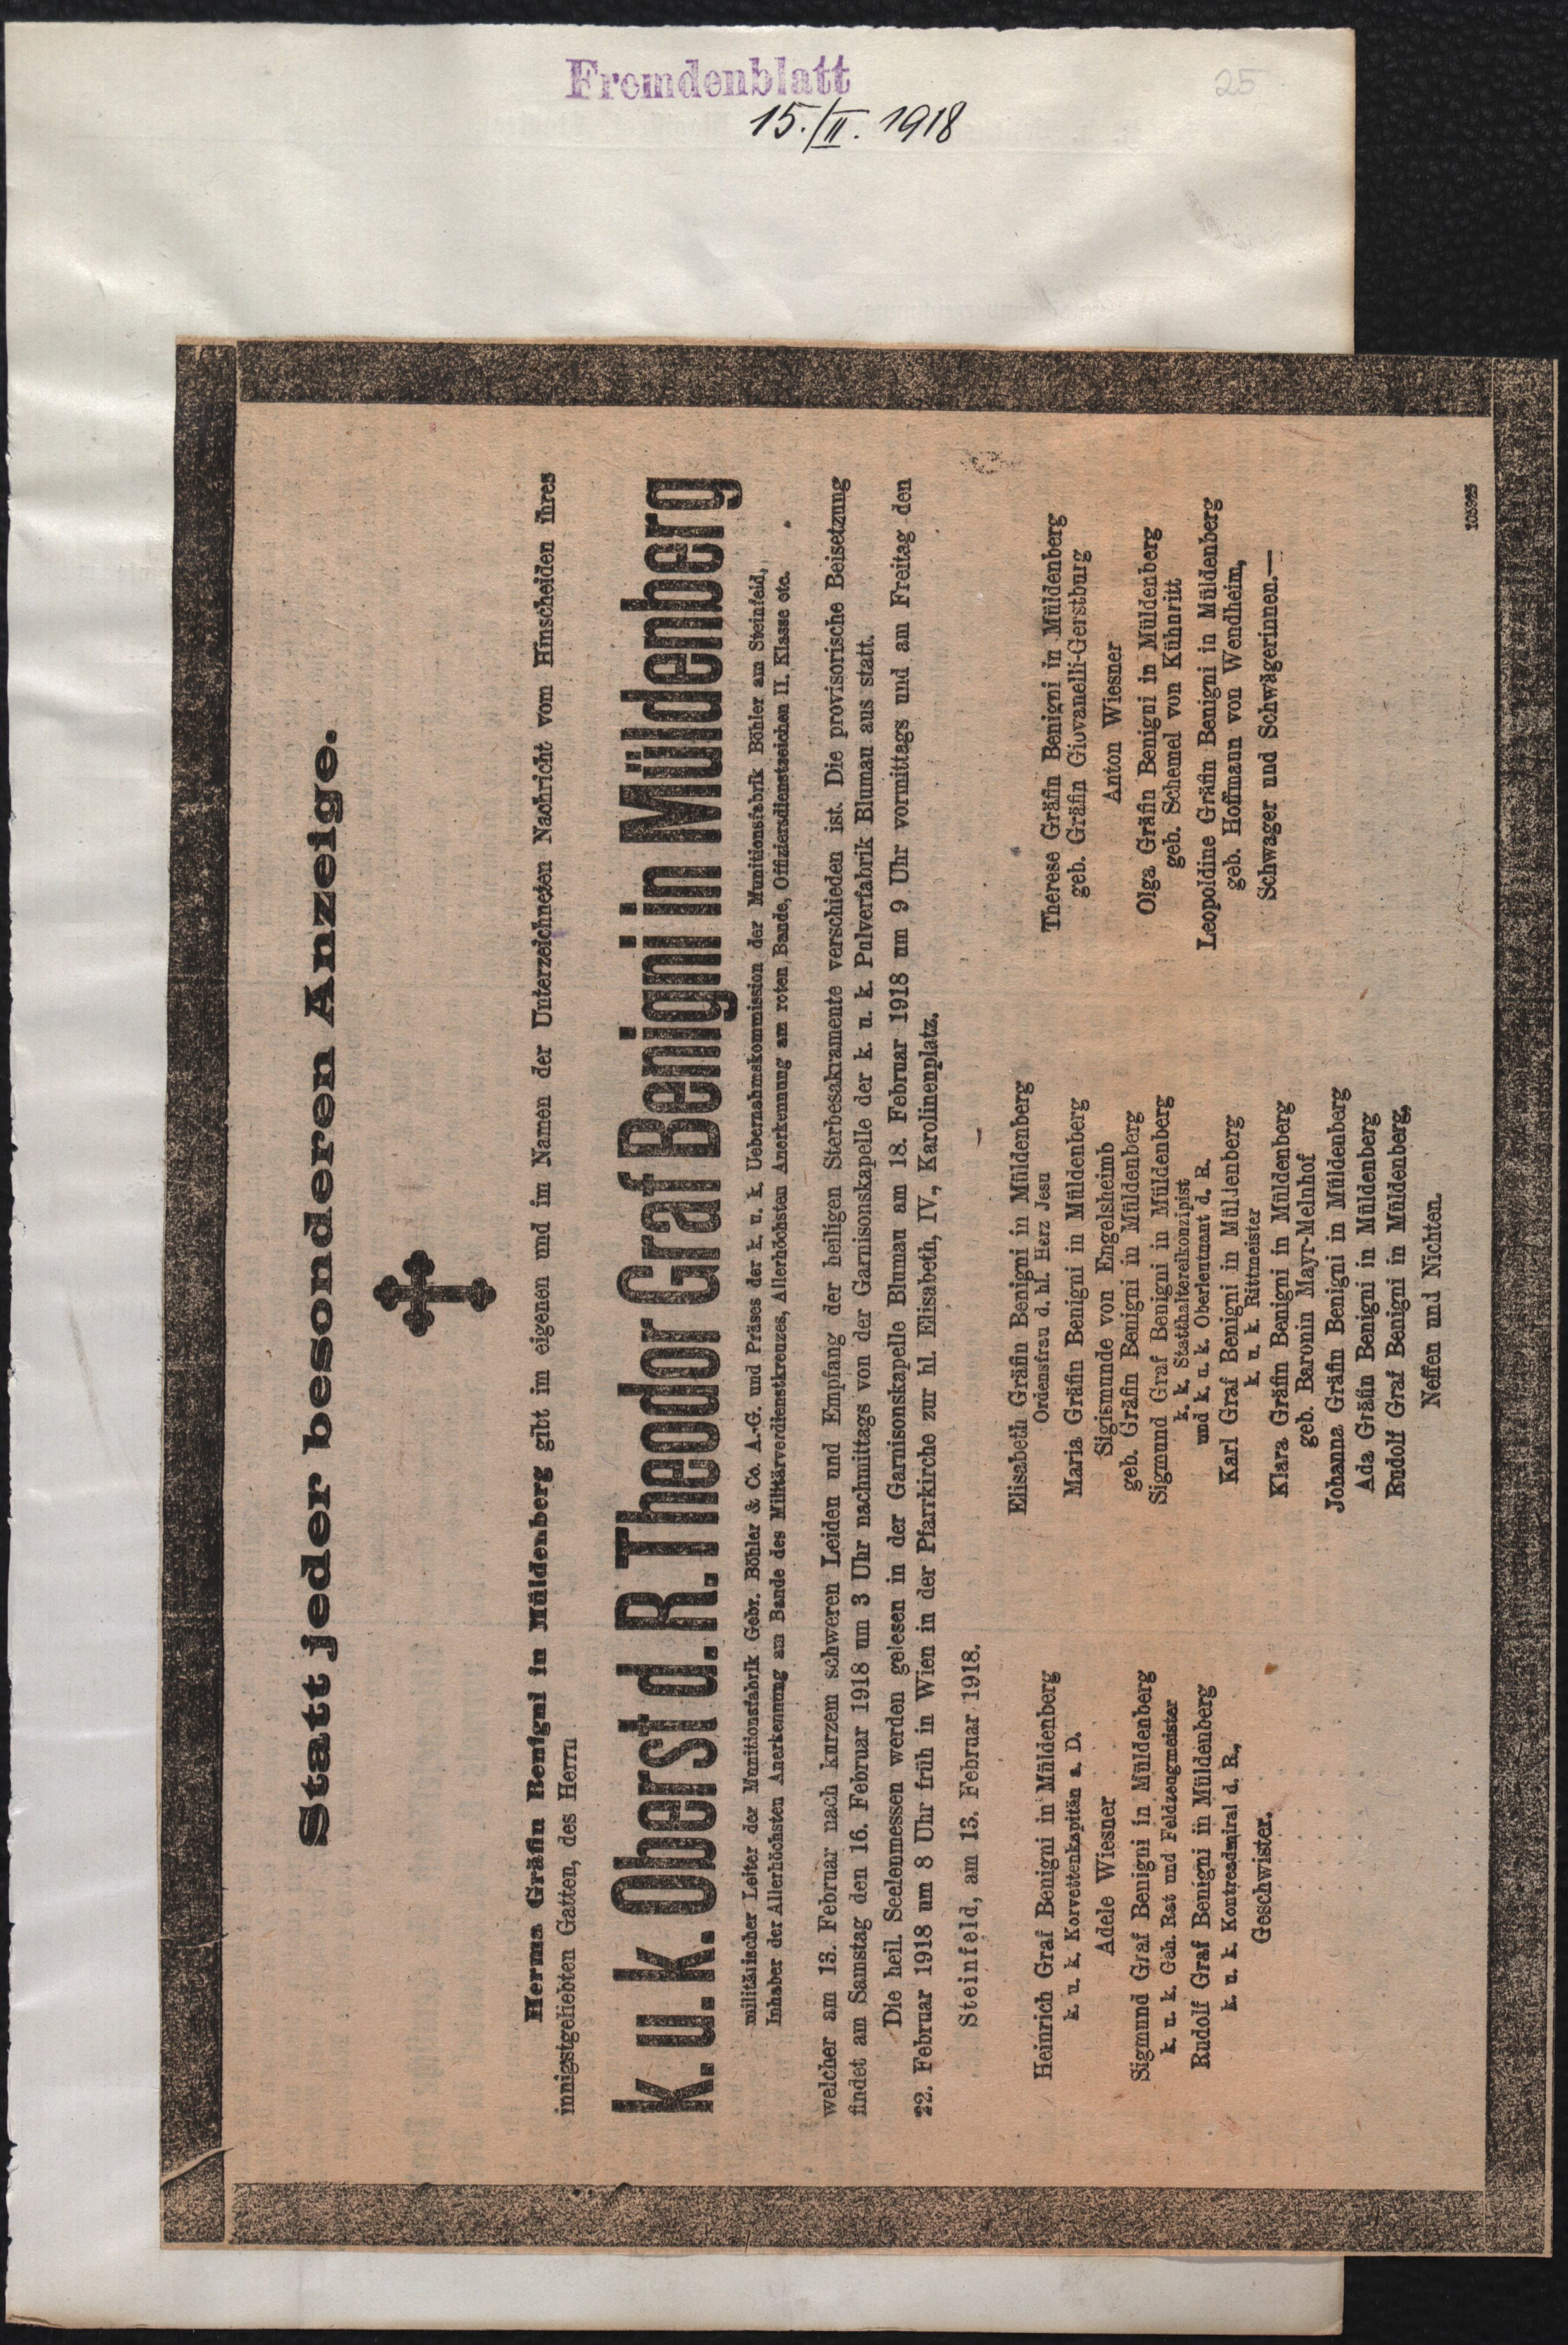 Fremdenblatt
15./II. 1918
25
Statt jeder besonderen Anzeige.
Herma Gräfin Benigni in Müldenberg gibt im eigenen und im Namen der Unterzeichneten Nachricht vom Hinscheiden ihres
innigstgeliebten Gatten, des Herrn
k. u. k. Oberst d. R. Theodor Graf Benigni in Müldenberg
militärischer Leiter der Munitionsfabrik Gebr. Böhler & Co. A.-G. und Präses der k. u. k. Uebernahmskommission der Munitionsfabrik Böhler am Steinfeld,
Inhaber der Allerhöchsten Anerkennung am Bande des Militärverdienstkreuzes, Allerhöchsten Anerkennung am roten Bande, Offiziersdienstzeichen II. Klasse etc.
welcher am 13. Februar nach kurzem schweren Leiden und Empfang der heiligen Sterbesakramente verschieden ist. Die provisorische Beisetzung
findet am Samstag den 16. Februar 1918 um 3 Uhr nachmittags von der Garnisonskapelle der k. u. k. Pulverfabrik Blumau aus statt.
Die heil. Seelenmessen werden gelesen in der Garnisonskapelle Blumau am 18. Februar 1918 um 9 Uhr vormittags und am Freitag den
22. Februar 1918 um 8 Uhr früh in Wien in der Pfarrkirche zur hl. Elisabeth, IV., Karolinenplatz.
Steinfeld, am 13. Februar 1918.
Heinrich Graf Benigni in Müldenberg
k. u. k. Korvettenkapitän a. D.
Adele Wiesner
Sigmund Graf Benigni in Müldenberg
k. u. k. Geh. Rat und Feldzeugmeister
Rudolf Graf Benigni in Müldenberg
k. u. k. Kontreadmiral d. R.,
Geschwister.
Elisabeth Gräfin Benigni in Müldenberg
Ordensfrau d. hl. Herz Jesu
Maria Gräfin Benigni in Müldenberg
Sigismunde von Engelsheimb
geb. Gräfin Benigni in Müldenberg
Sigmund Graf Benigni in Müldenberg
k. k. Statthaltereikonzipist
und k. u. k. Oberleutnant d. R.
Karl Graf Benigni in Müldenberg
k. u. k. Rittmeister
Klara Gräfin Benigni in Müldenberg
geb. Baronin Mayr-Melnhof
Johanna Gräfin Benigni in Müldenberg
Ada Gräfin Benigni in Müldenberg
Rudolf Graf Benigni in Müldenberg,
Neffen und Nichten.
Therese Gräfin Benigni in Müldenberg
geb. Gräfin Giovanelli-Gerstburg
Anton Wiesner
Olga Gräfin Benigni in Müldenberg
geb. Schemel von Kühnritt
Leopoldine Gräfin Benigni in Müldenberg
geb. Hoffmann von Wendheim,
Schwager und Schwägerinnen.—
105925